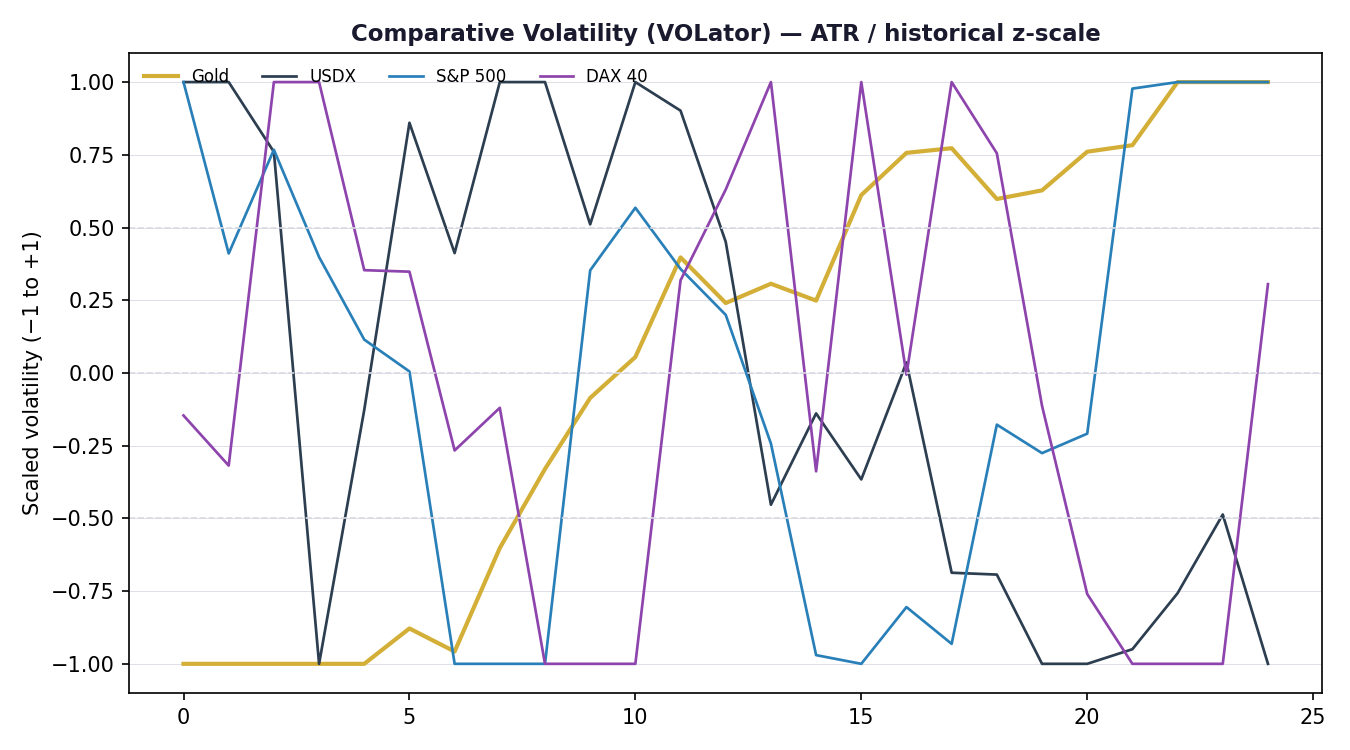 Comparative Volatility (VOLator) — ATR / historical z-scale
Gold USDX S&P 500 DAX 40
Scaled volatility (−1 to +1)
1.00
0.75
0.50
0.25
0.00
−0.25
−0.50
−0.75
−1.00
0 5 10 15 20 25